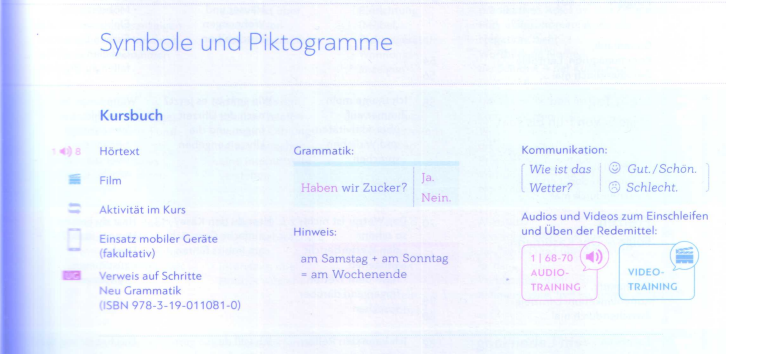 Symbole und Piktogramme
Kursbuch
1 8 Hörtext
Film
Aktivität im Kurs
Einsatz mobiler Geräte
(fakultativ)
Verweis auf Schritte
Neu Grammatik
(ISBN 978-3-19-011081-0)
Grammatik:
Haben wir Zucker? Ja.
Nein.
Hinweis:
am Samstag + am Sonntag
= am Wochenende
Kommunikation:
Wie ist das Gut./Schön.
Wetter? Schlecht.
Audios und Videos zum Einschleifen
und Üben der Redemittel:
1 | 68-70
AUDIO-
TRAINING
VIDEO-
TRAINING